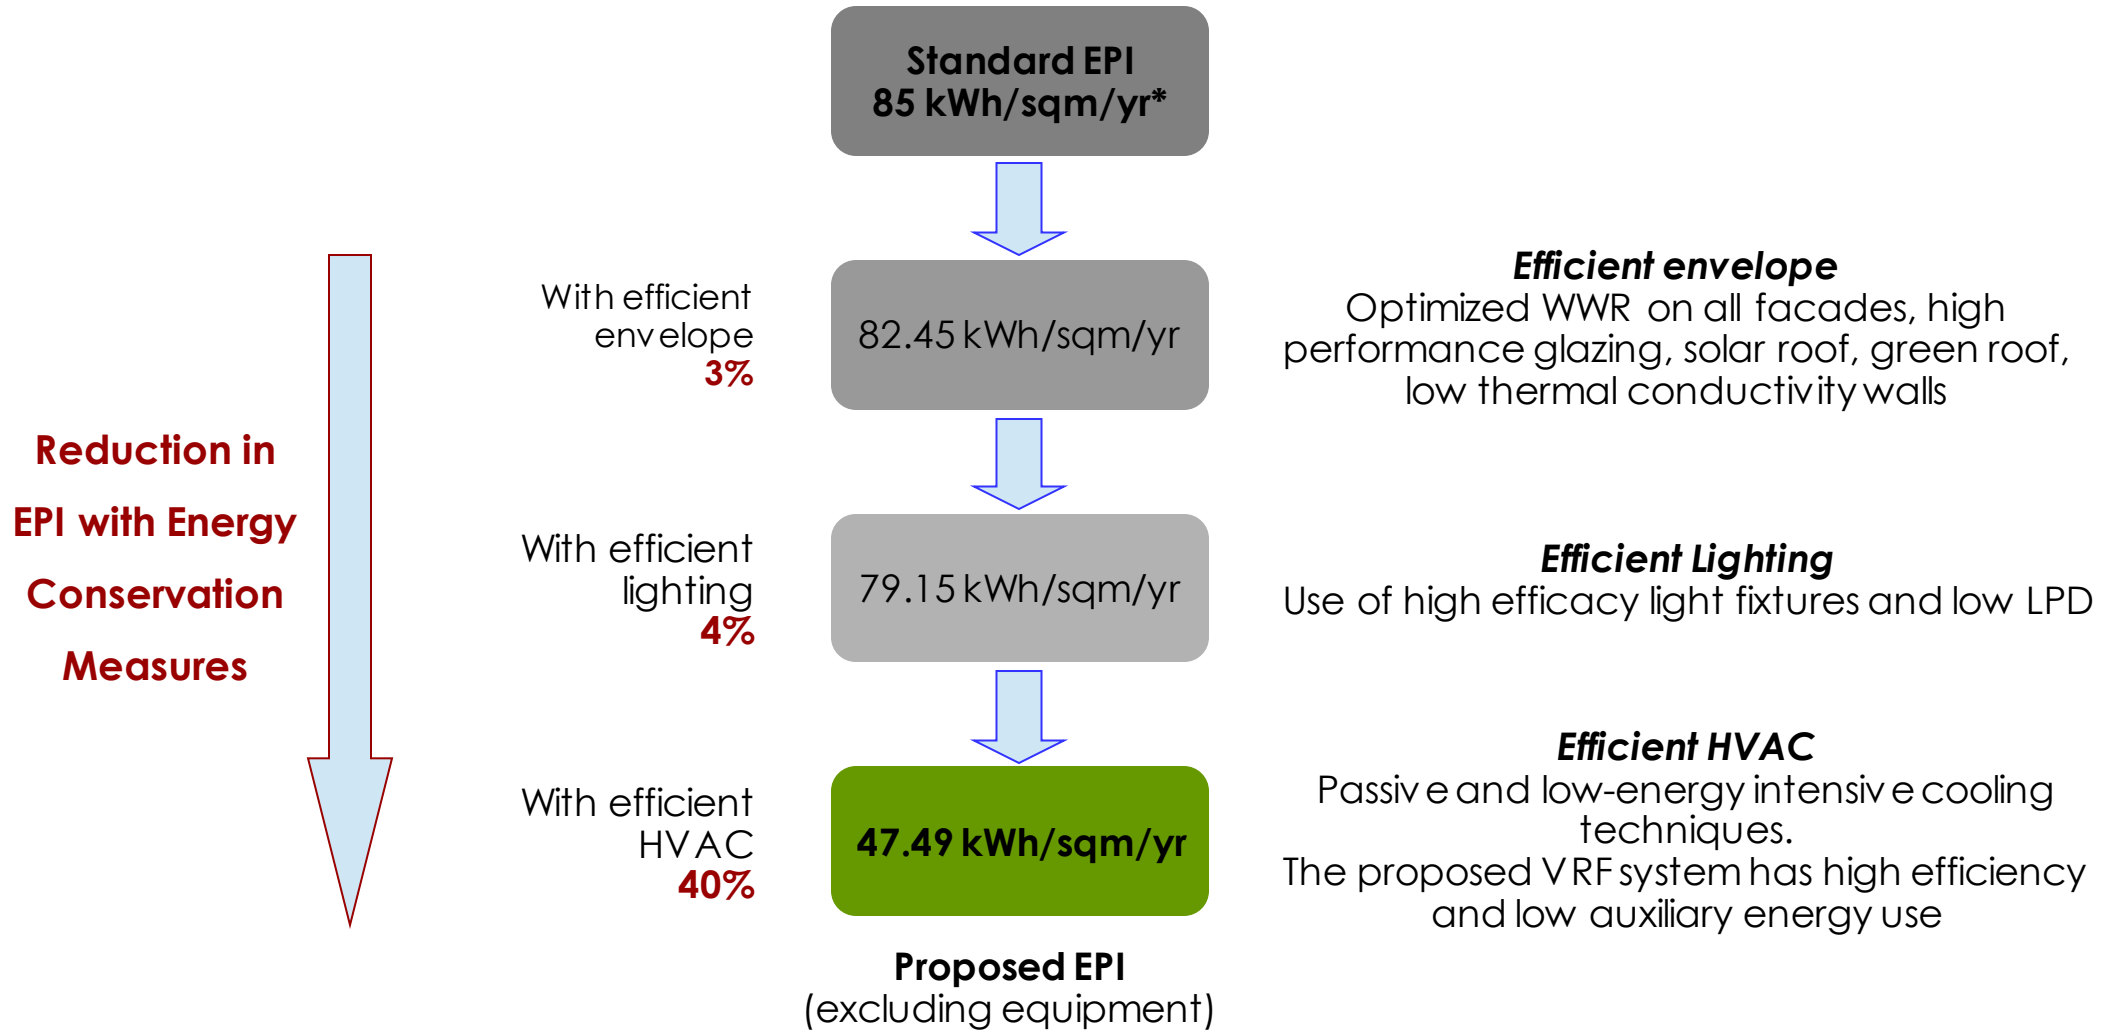 Standard EPI
85 kWh/sqm/yr*
With efficient
envelope
3%
82.45 kWh/sqm/yr
Efficient envelope
Optimized WWR on all facades, high
performance glazing, solar roof, green roof,
low thermal conductivity walls
Reduction in
EPI with Energy
Conservation
Measures
With efficient
lighting
4%
79.15 kWh/sqm/yr
Efficient Lighting
Use of high efficacy light fixtures and low LPD
With efficient
HVAC
40%
47.49 kWh/sqm/yr
Efficient HVAC
Passive and low-energy intensive cooling
techniques.
The proposed VRF system has high efficiency
and low auxiliary energy use
Proposed EPI
(excluding equipment)